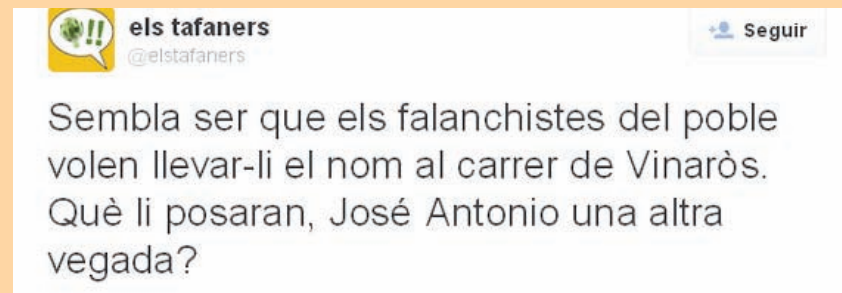 els tafaners
@elstafaners
Seguir
Sembla ser que els falanchistes del poble
volen llevar-li el nom al carrer de Vinaròs.
Què li posaran, José Antonio una altra
vegada?